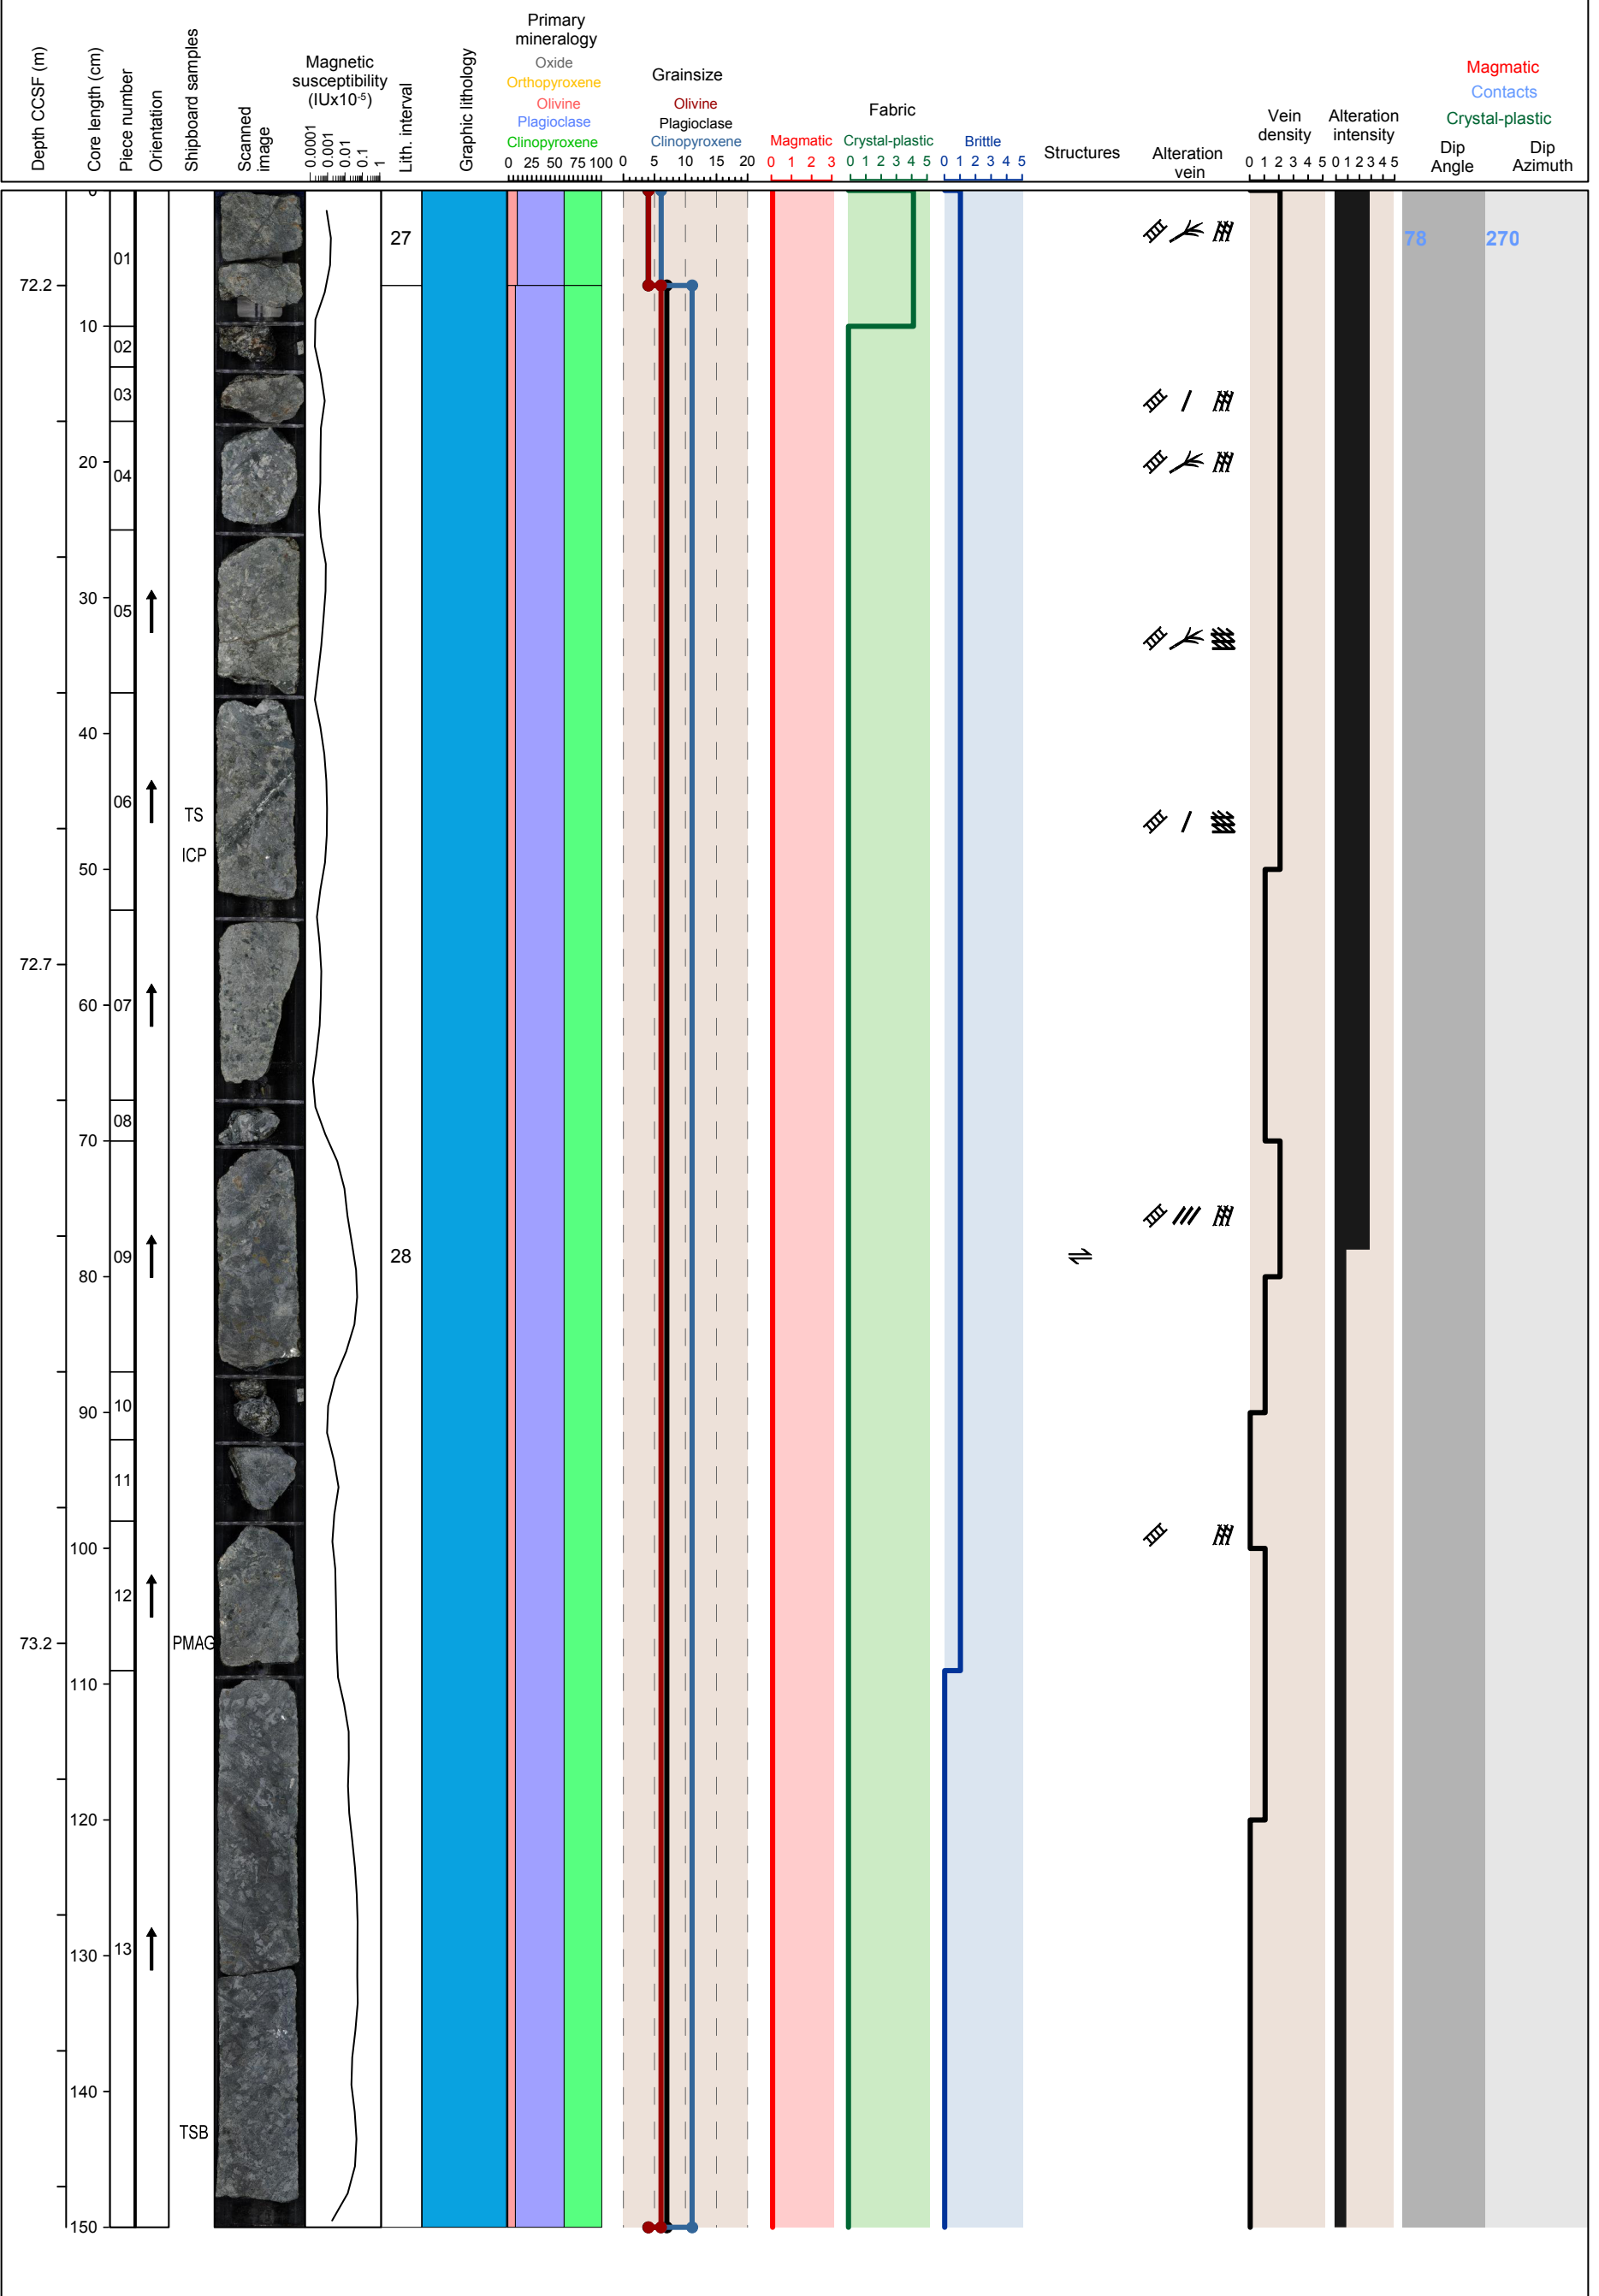 Depth CCSF (m)
Core length (cm)
Piece number
Orientation
Shipboard samples
Scanned
image
Magnetic
susceptibility
(IUx10-5)
0.0001
0.001
0.01
0.1
1
Lith. interval
Graphic lithology
Primary
mineralogy
Oxide
Orthopyroxene
Olivine
Plagioclase
Clinopyroxene
0 25 50 75 100
Grainsize
Olivine
Plagioclase
Clinopyroxene
0 5 10 15 20
Fabric
Magmatic
0 1 2 3
Crystal-plastic
0 1 2 3 4 5
Brittle
0 1 2 3 4 5
Structures
Alteration
vein
Vein
density
0 1 2 3 4 5
Alteration
intensity
0 1 2 3 4 5
Magmatic
Contacts
Crystal-plastic
Dip
Angle
Dip
Azimuth
0
01
27
78
270
72.2
10
02
03
20
04
30
05
40
06
TS
ICP
50
72.7
60
07
08
70
09
28
80
10
90
11
100
12
73.2
PMAG
110
120
13
130
140
TSB
150